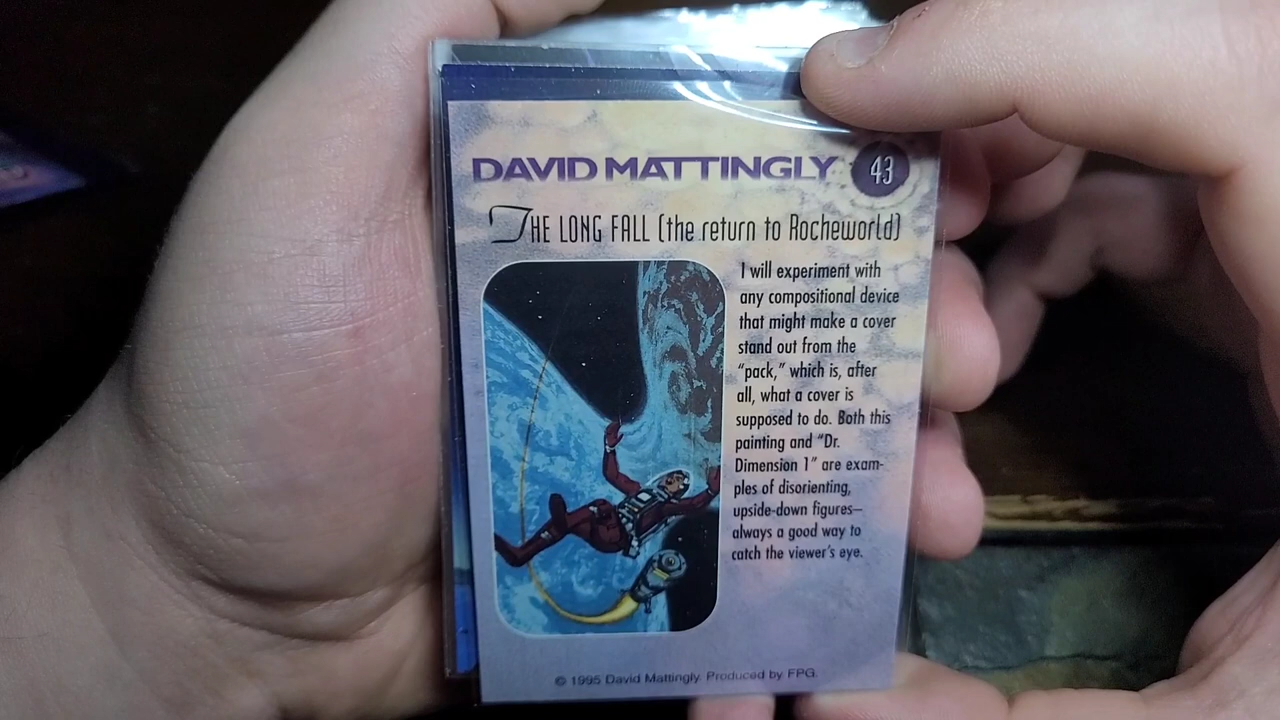 DAVID MATTINGLY 43
THE LONG FALL (the return to Rocheworld)
I will experiment with
any compositional device
that might make a cover
stand out from the
"pack," which is, after
all, what a cover is
supposed to do. Both this
painting and "Dr.
Dimension 1" are exam-
ples of disorienting,
upside-down figures—
always a good way to
catch the viewer's eye.
© 1995 David Mattingly. Produced by FPG.